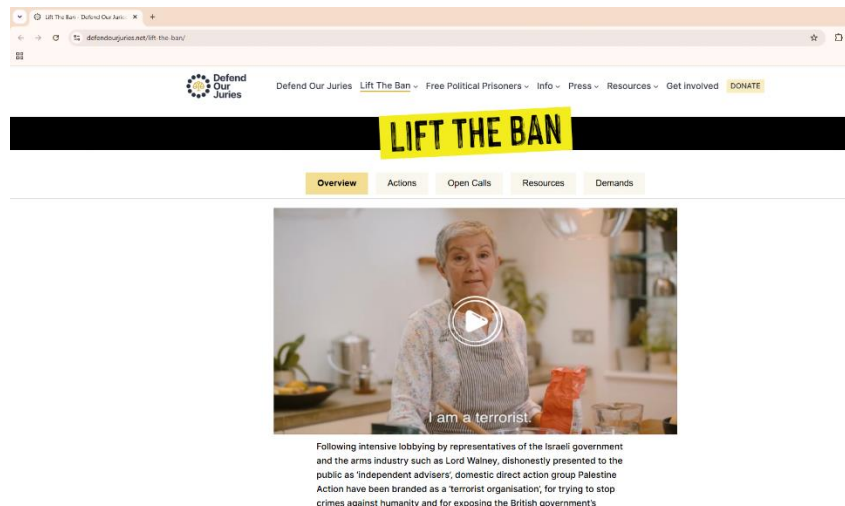 Lift The Ban - Defend Our Juries
defendourjuries.net/lift-the-ban/
Defend
Our
Juries
Defend Our Juries Lift The Ban Free Political Prisoners Info Press Resources Get involved DONATE
LIFT THE BAN
Overview Actions Open Calls Resources Demands
I am a terrorist.
Following intensive lobbying by representatives of the Israeli government
and the arms industry such as Lord Walney, dishonestly presented to the
public as 'independent advisers', domestic direct action group Palestine
Action have been branded as a 'terrorist organisation', for trying to stop
crimes against humanity and for exposing the British government's